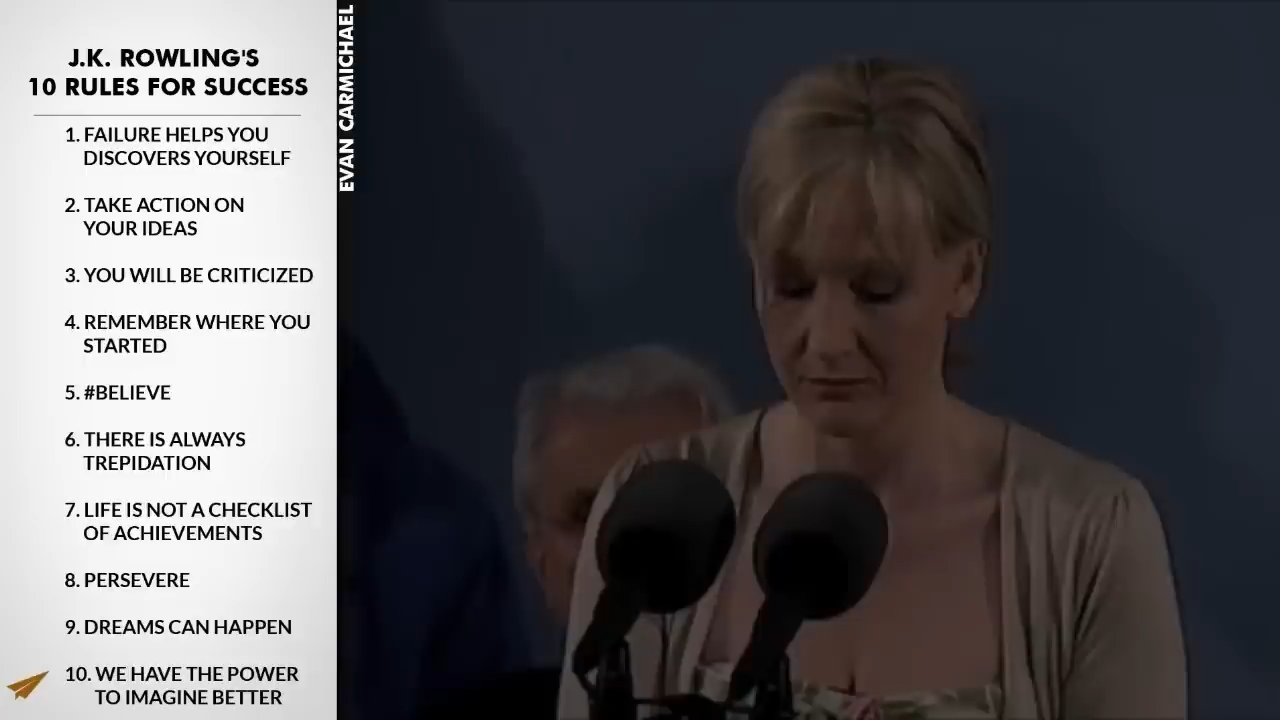 J.K. ROWLING'S
10 RULES FOR SUCCESS
1. FAILURE HELPS YOU
DISCOVERS YOURSELF
2. TAKE ACTION ON
YOUR IDEAS
3. YOU WILL BE CRITICIZED
4. REMEMBER WHERE YOU
STARTED
5. #BELIEVE
6. THERE IS ALWAYS
TREPIDATION
7. LIFE IS NOT A CHECKLIST
OF ACHIEVEMENTS
8. PERSEVERE
9. DREAMS CAN HAPPEN
10. WE HAVE THE POWER
TO IMAGINE BETTER
EVAN CARMICHAEL